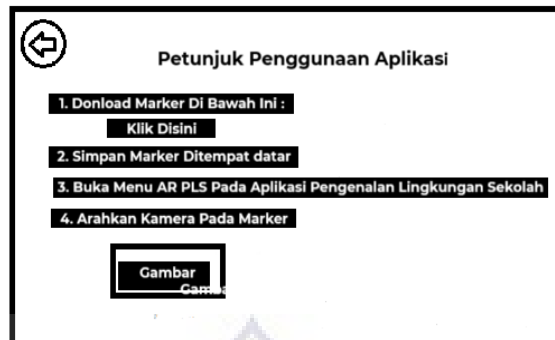 Petunjuk Penggunaan Aplikasi
1. Donload Marker Di Bawah Ini :
Klik Disini
2. Simpan Marker Ditempat datar
3. Buka Menu AR PLS Pada Aplikasi Pengenalan Lingkungan Sekolah
4. Arahkan Kamera Pada Marker
Gambar